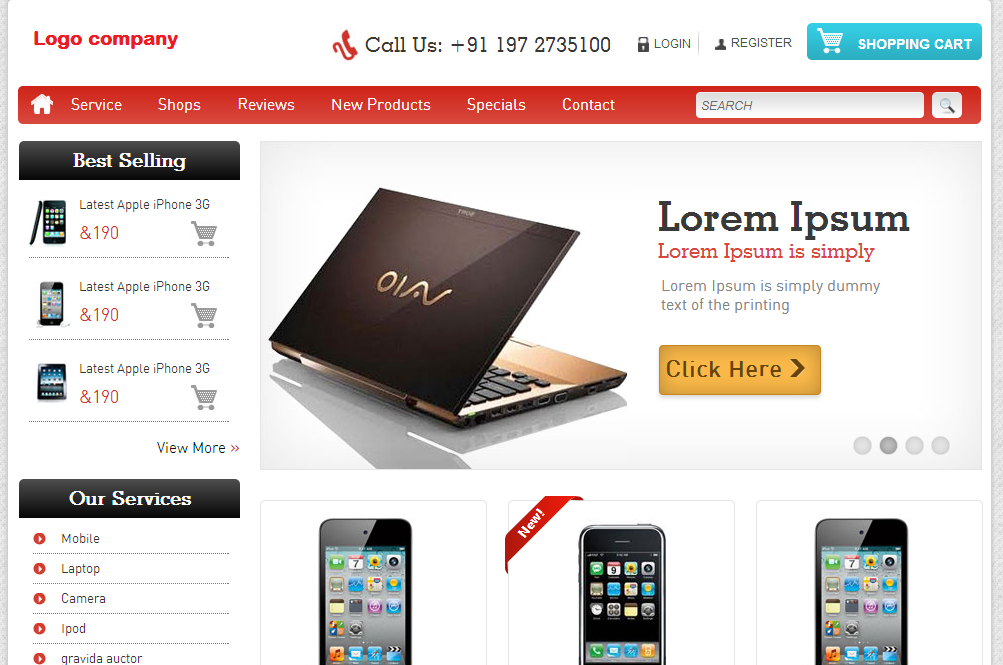 Logo company
Call Us: +91 197 2735100
LOGIN
REGISTER
SHOPPING CART
Service
Shops
Reviews
New Products
Specials
Contact
SEARCH
Best Selling
Latest Apple iPhone 3G
&190
Latest Apple iPhone 3G
&190
Latest Apple iPhone 3G
&190
View More »
VAIO
Lorem Ipsum
Lorem Ipsum is simply
Lorem Ipsum is simply dummy
text of the printing
Click Here
Our Services
Mobile
Laptop
Camera
Ipod
gravida auctor
New!